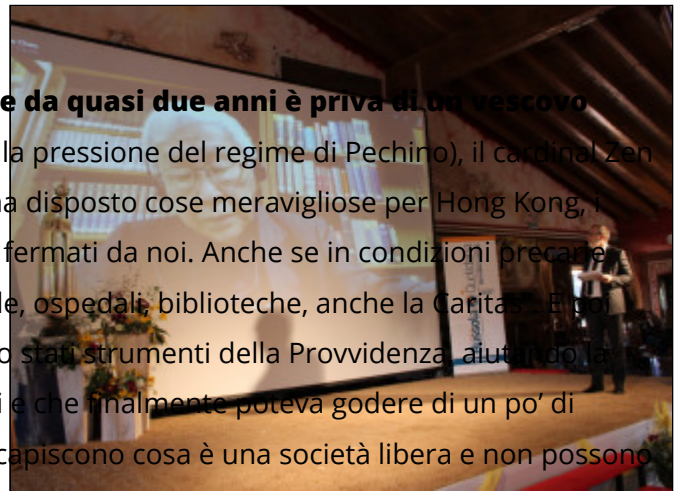 e da quasi due anni è priva di un vescovo
la pressione del regime di Pechino), il cardinal Zen
a disposto cose meravigliose per Hong Kong, i
fermati da noi. Anche se in condizioni precarie,
le, ospedali, biblioteche, anche la Caritas”. E poi
o stati strumenti della Provvidenza, aiutando la
i e che finalmente poteva godere di un po’ di
capiscono cosa è una società libera e non possono